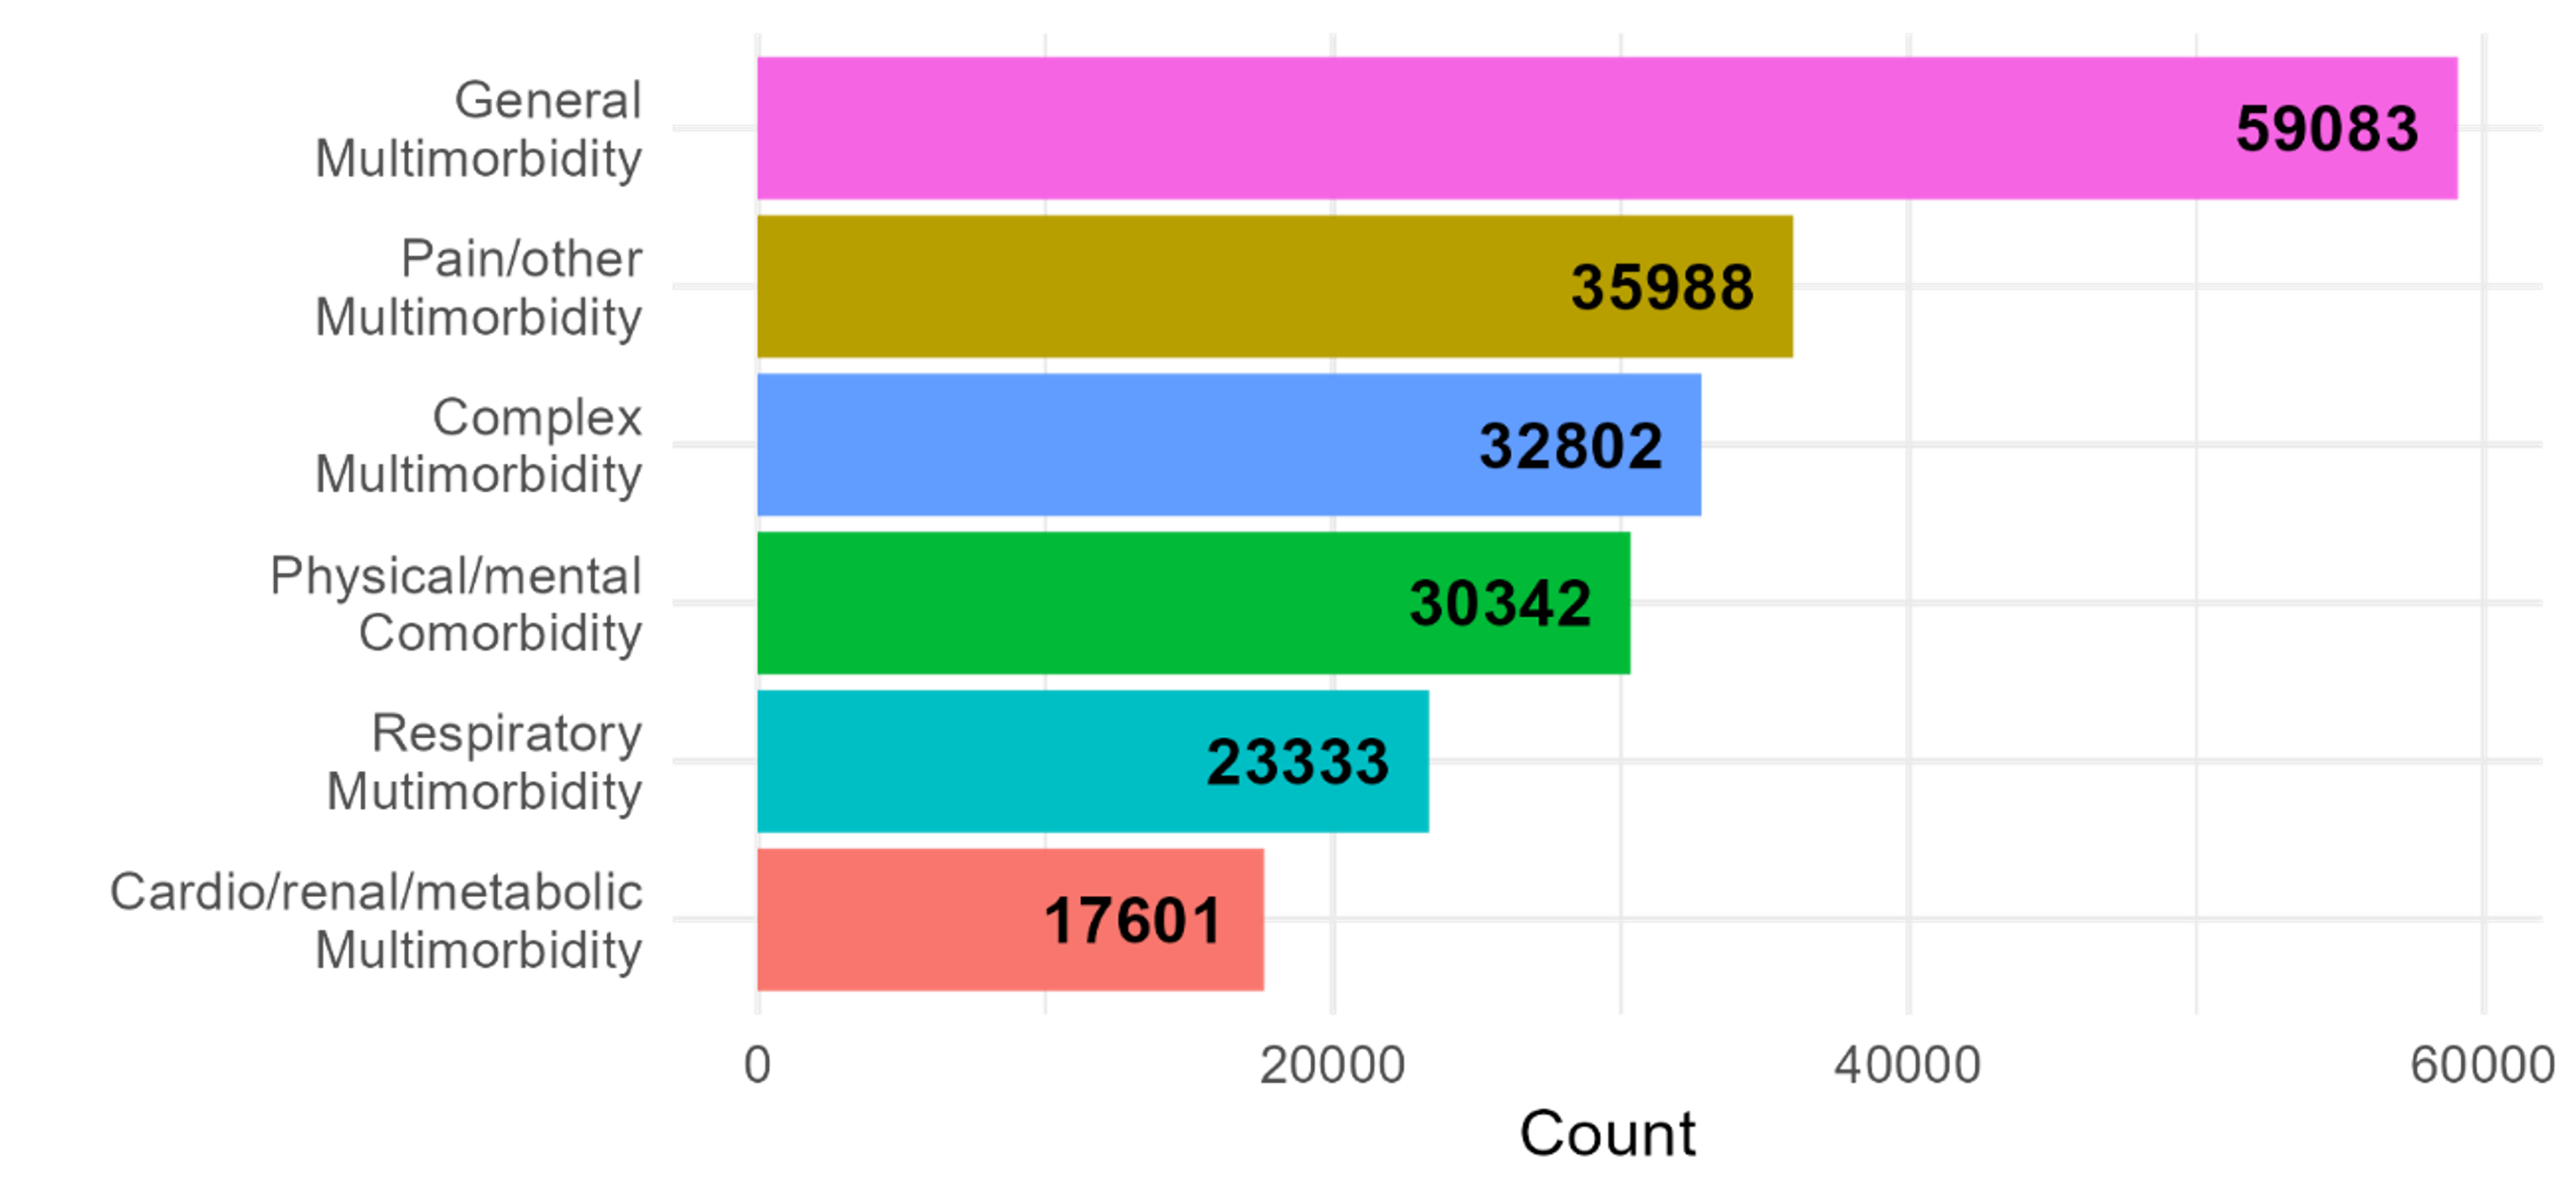 General
Multimorbidity
59083
Pain/other
Multimorbidity
35988
Complex
Multimorbidity
32802
Physical/mental
Comorbidity
30342
Respiratory
Mutimorbidity
23333
Cardio/renal/metabolic
Multimorbidity
17601
0 20000 40000 60000
Count